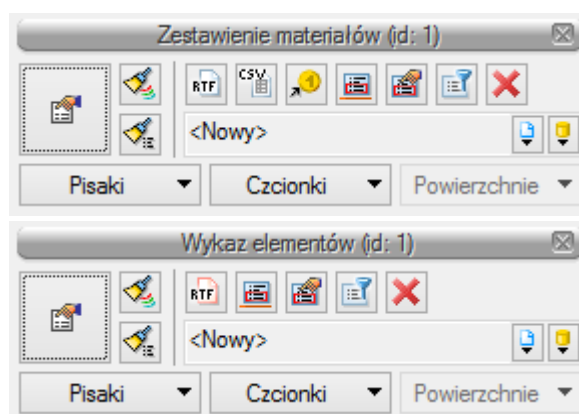 Zestawienie materiałów (id: 1)
RTF CSV 1
<Nowy>
Pisaki Czcionki Powierzchnie
Wykaz elementów (id: 1)
RTF
<Nowy>
Pisaki Czcionki Powierzchnie